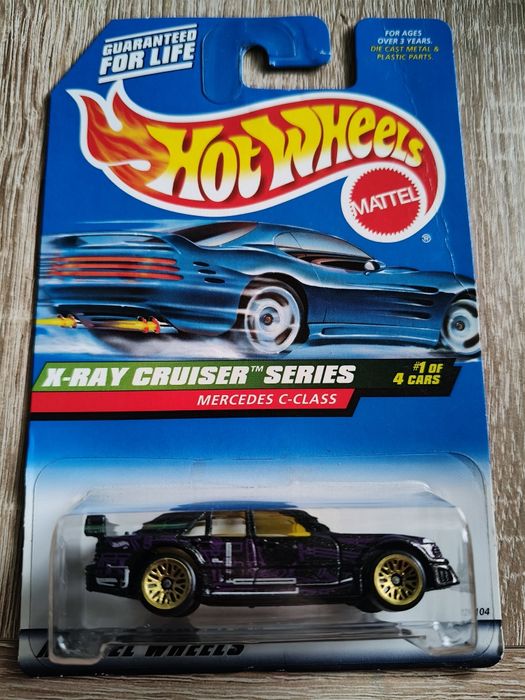 GUARANTEED
FOR LIFE
FOR AGES
OVER 3 YEARS.
DIE CAST METAL &
PLASTIC PARTS.
HOT WHEELS
MATTEL
®
X-RAY CRUISER™ SERIES
#1 OF
4 CARS
MERCEDES C-CLASS
WHEELS